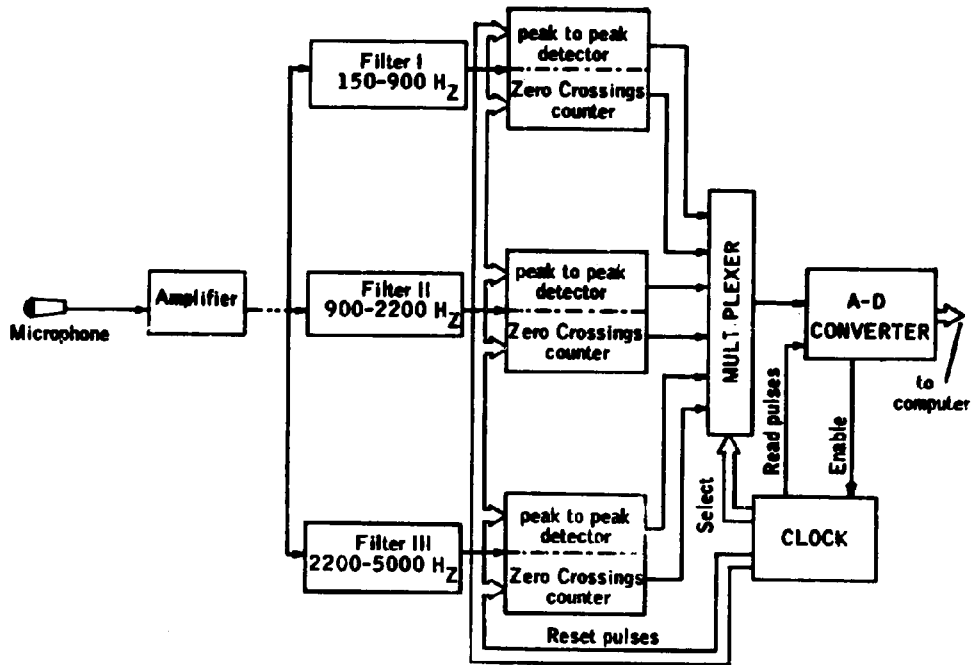 peak to peak
detector
Zero Crossings
counter
Filter I
150-900 HZ
Microphone
Amplifier
Filter II
900-2200 HZ
peak to peak
detector
Zero Crossings
counter
MULT PLEXER
A-D
CONVERTER
to
computer
Read pulses
Enable
Select
CLOCK
Filter III
2200-5000 HZ
peak to peak
detector
Zero Crossings
counter
Reset pulses